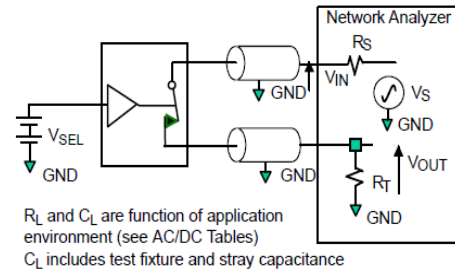 Network Analyzer
RS
VIN
GND
VS
GND
VSEL
GND
GND
VOUT
RT
GND
RL and CL are function of application
environment (see AC/DC Tables)
CL includes test fixture and stray capacitance